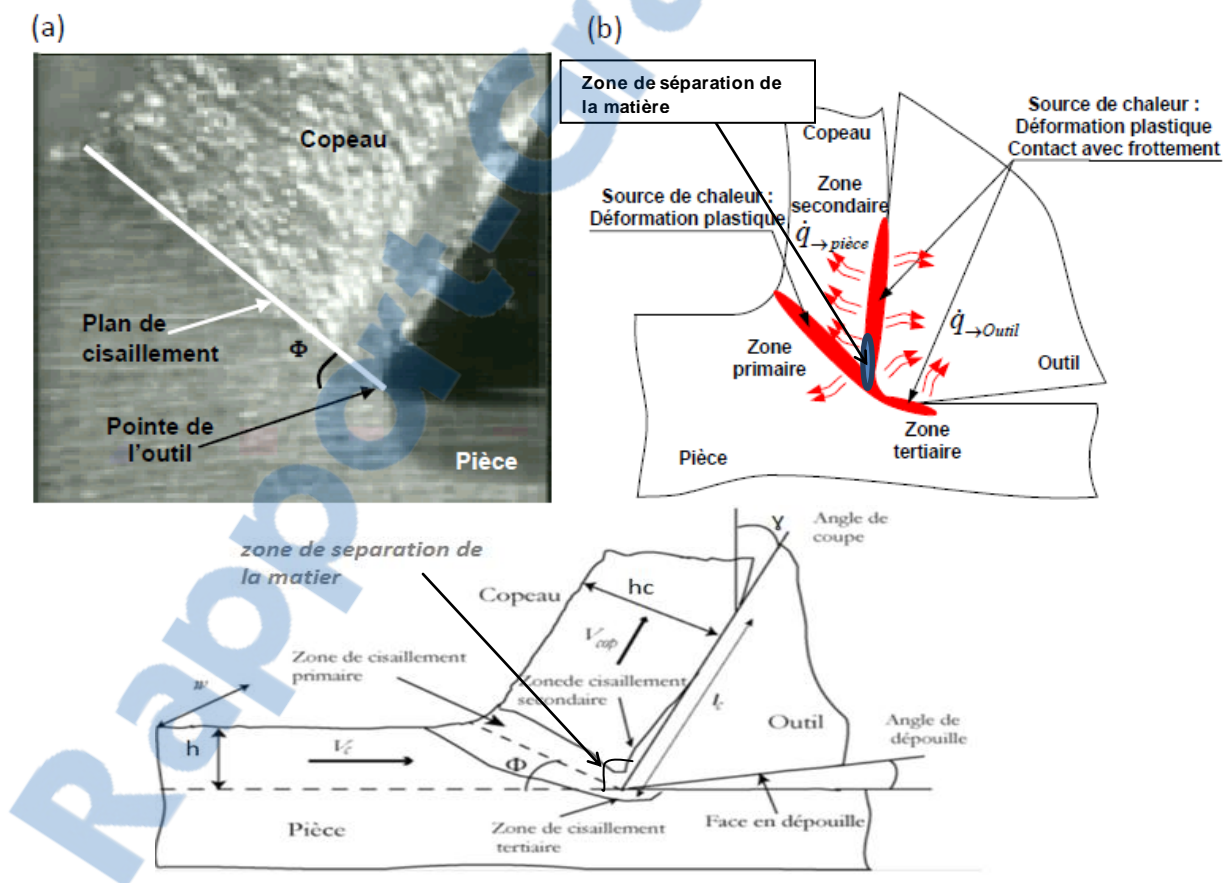 (a)
Copeau
Plan de
cisaillement
Φ
Pointe de
l'outil
Pièce
(b)
Zone de séparation de
la matière
Source de chaleur :
Déformation plastique
Contact avec frottement
Copeau
Zone
secondaire
Source de chaleur :
Déformation plastique
q̇→pièce
q̇→Outil
Zone
primaire
Outil
Zone
tertiaire
Pièce
zone de separation de
la matier
γ
Angle de
coupe
hc
Copeau
Vcop
Zone de cisaillement
primaire
Zonede cisaillement
secondaire
w
lc
Outil
Angle de
dépouille
h
Vc
Φ
Face en dépouille
Pièce
Zone de cisaillement
tertiaire
Rapport-Gra